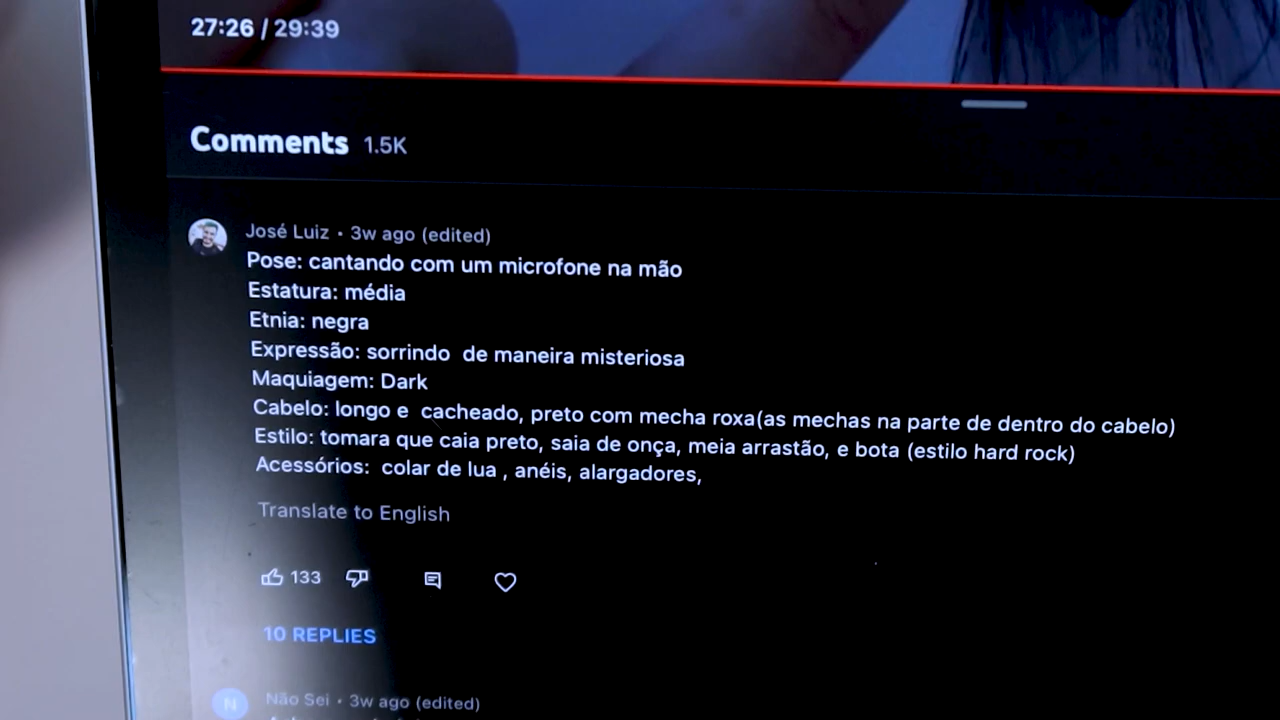 27:26 / 29:39
Comments 1.5K
José Luiz • 3w ago (edited)
Pose: cantando com um microfone na mão
Estatura: média
Etnia: negra
Expressão: sorrindo de maneira misteriosa
Maquiagem: Dark
Cabelo: longo e cacheado, preto com mecha roxa(as mechas na parte de dentro do cabelo)
Estilo: tomara que caia preto, saia de onça, meia arrastão, e bota (estilo hard rock)
Acessórios: colar de lua , anéis, alargadores,
Translate to English
133
10 REPLIES
N Não Sei • 3w ago (edited)